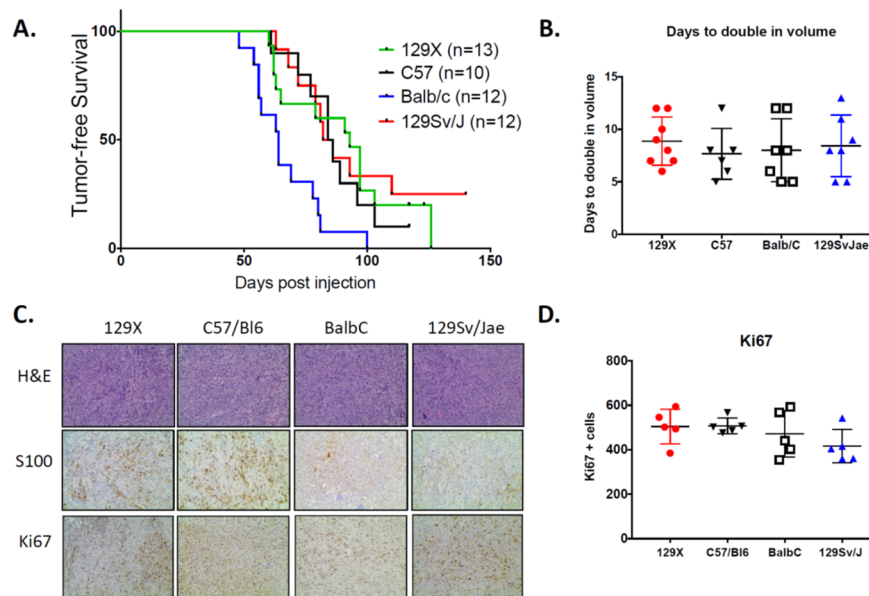 A.
Tumor-free Survival
100
50
0
0
50
100
150
Days post injection
129X (n=13)
C57 (n=10)
Balb/c (n=12)
129Sv/J (n=12)
B.
Days to double in volume
Days to double in volume
15
10
5
0
129X
C57
Balb/C
129SvJae
C.
129X
C57/Bl6
BalbC
129Sv/Jae
H&E
S100
Ki67
D.
Ki67
Ki67 + cells
800
600
400
200
0
129X
C57/Bl6
BalbC
129Sv/J